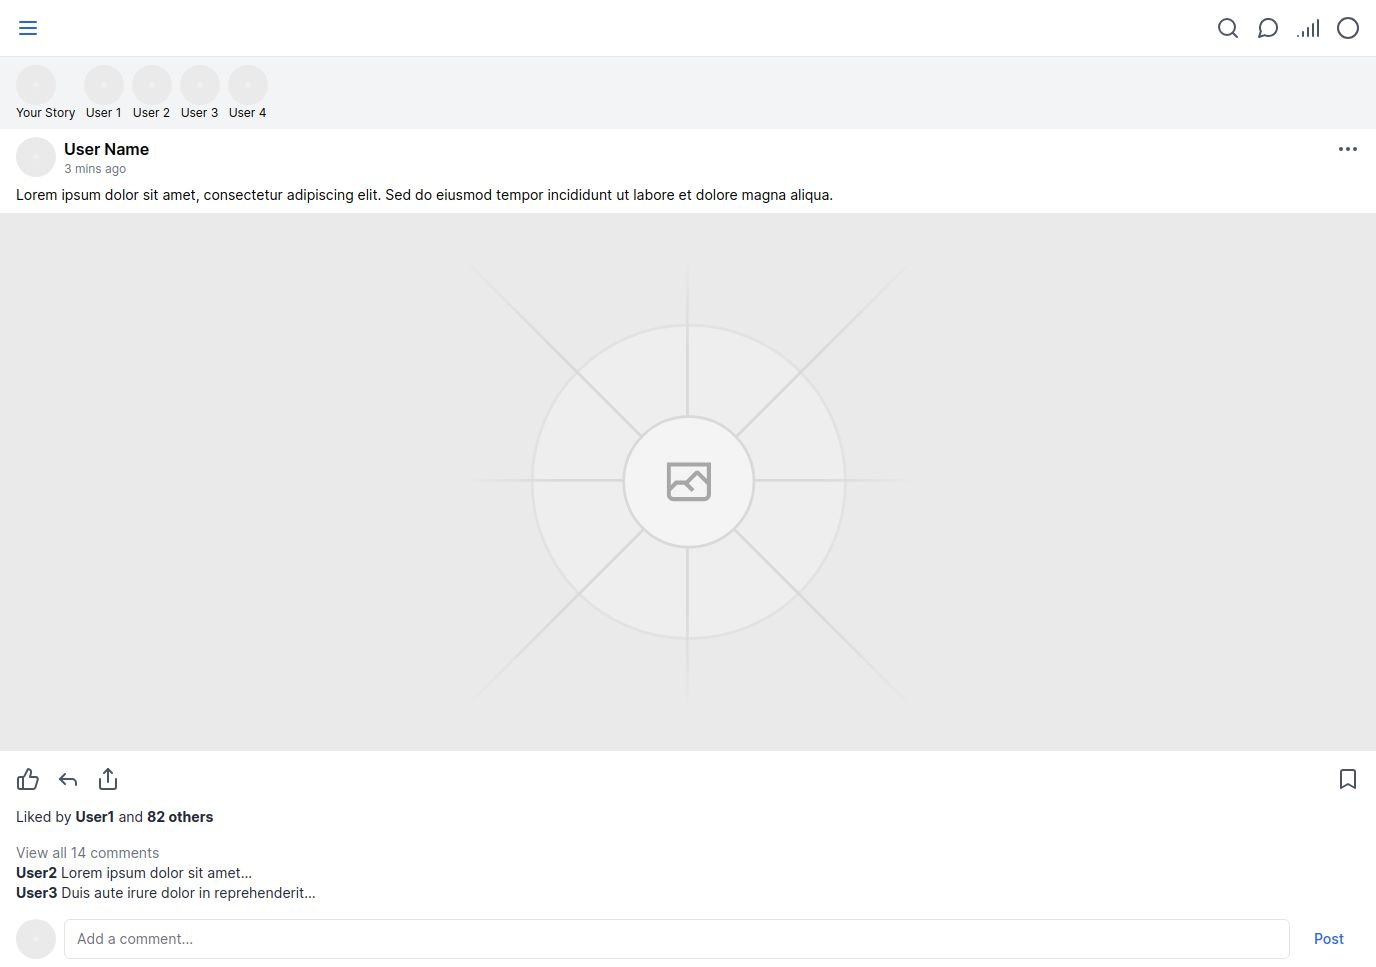 Your Story User 1 User 2 User 3 User 4
User Name
3 mins ago
Lorem ipsum dolor sit amet, consectetur adipiscing elit. Sed do eiusmod tempor incididunt ut labore et dolore magna aliqua.
Liked by User1 and 82 others
View all 14 comments
User2 Lorem ipsum dolor sit amet...
User3 Duis aute irure dolor in reprehenderit...
Add a comment... Post